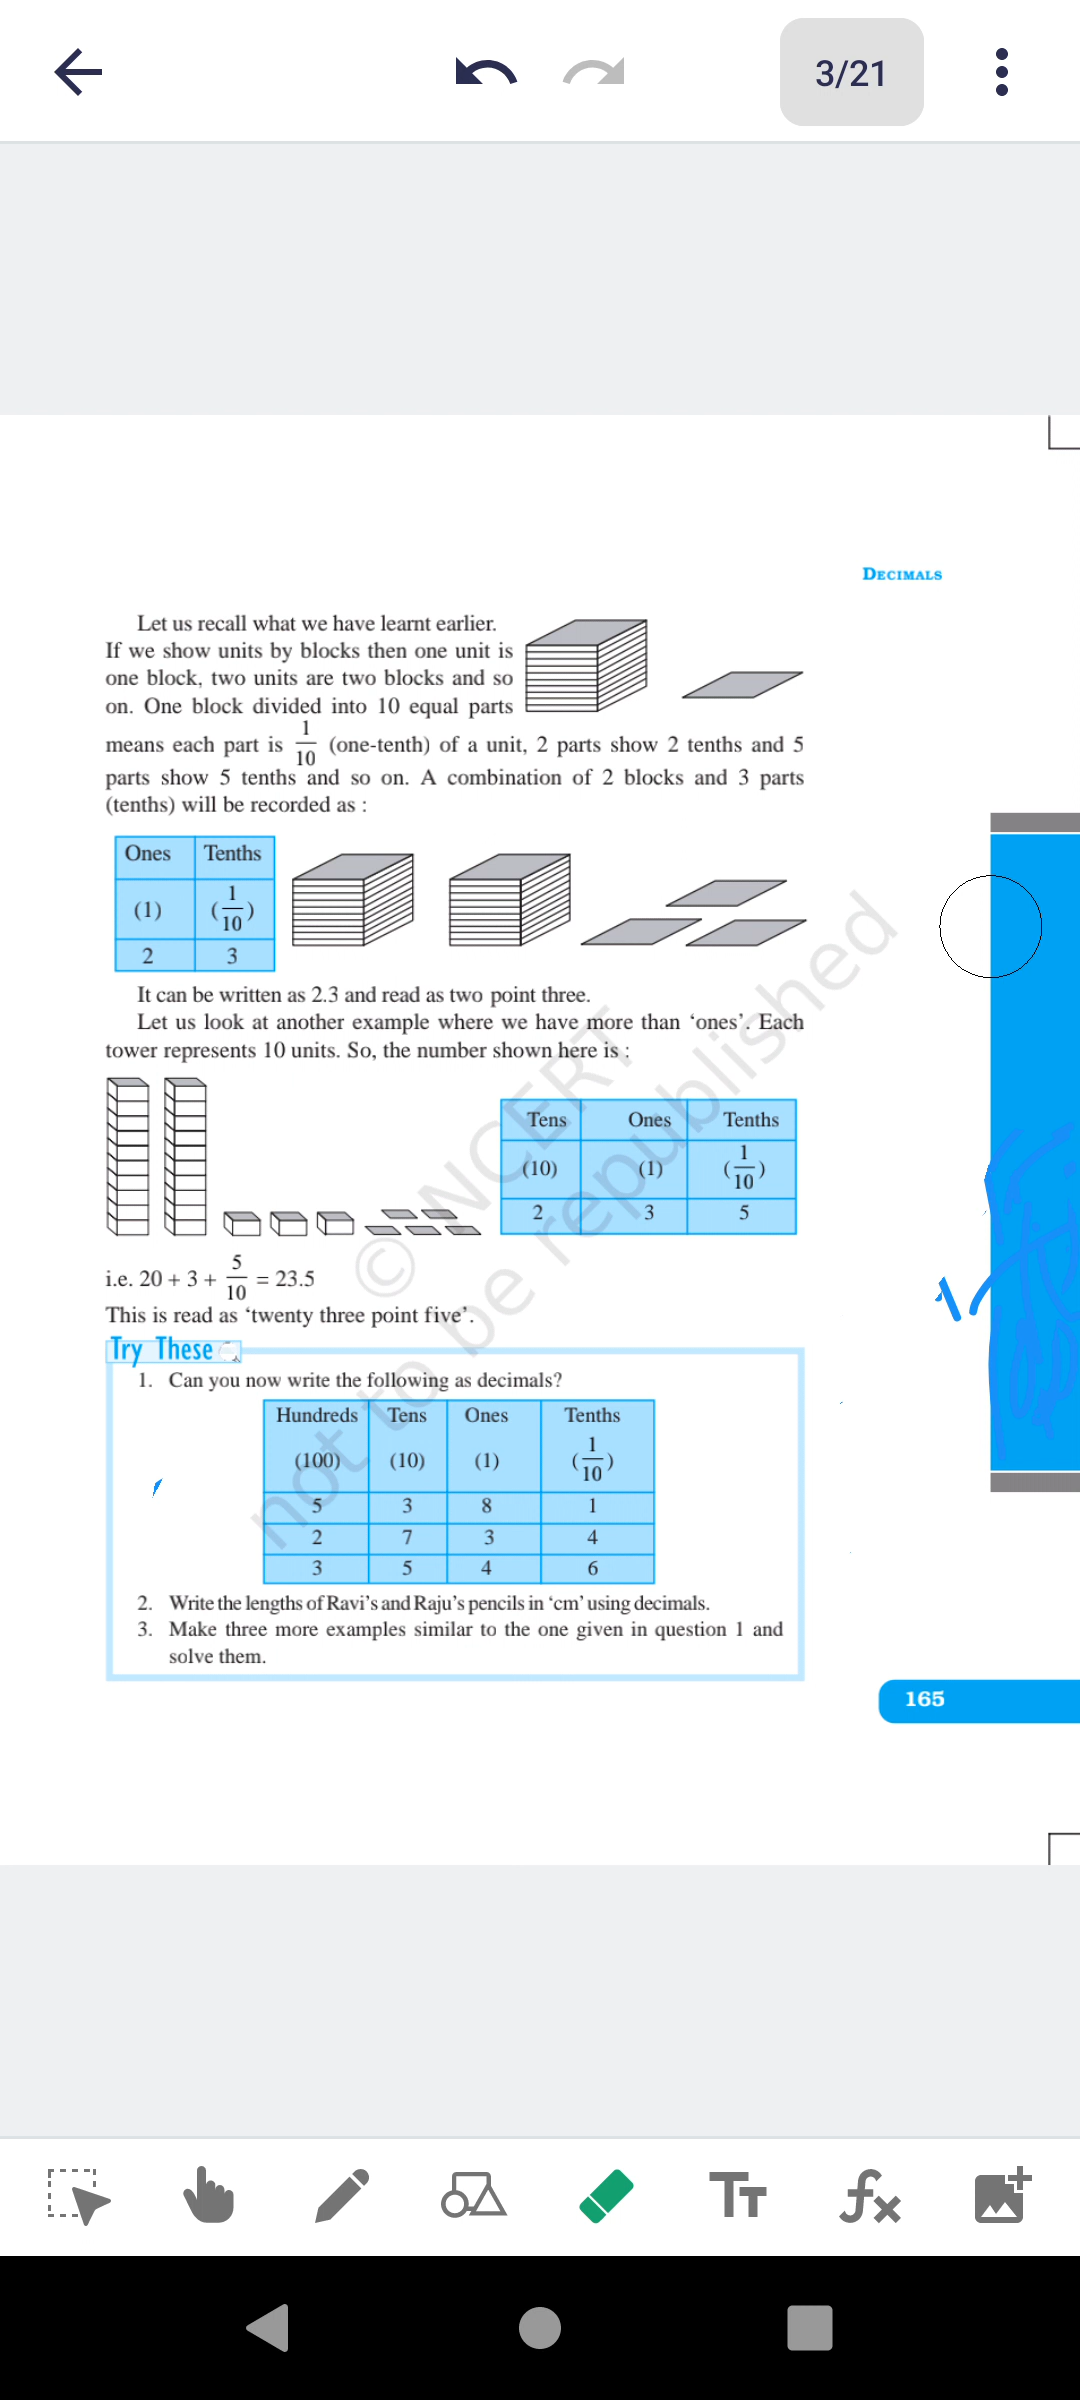 3/21
DECIMALS
Let us recall what we have learnt earlier.
If we show units by blocks then one unit is
one block, two units are two blocks and so
on. One block divided into 10 equal parts
means each part is 1/10 (one-tenth) of a unit, 2 parts show 2 tenths and 5
parts show 5 tenths and so on. A combination of 2 blocks and 3 parts
(tenths) will be recorded as :
Ones Tenths
(1) (1/10)
2 3
It can be written as 2.3 and read as two point three.
Let us look at another example where we have more than ‘ones’. Each
tower represents 10 units. So, the number shown here is :
Tens Ones Tenths
(10) (1) (1/10)
2 3 5
i.e. 20 + 3 + 5/10 = 23.5
This is read as ‘twenty three point five’.
Try These
1. Can you now write the following as decimals?
Hundreds Tens Ones Tenths
(100) (10) (1) (1/10)
5 3 8 1
2 7 3 4
3 5 4 6
2. Write the lengths of Ravi’s and Raju’s pencils in ‘cm’ using decimals.
3. Make three more examples similar to the one given in question 1 and
solve them.
165
© NCERT
not to be republished
TT
fx